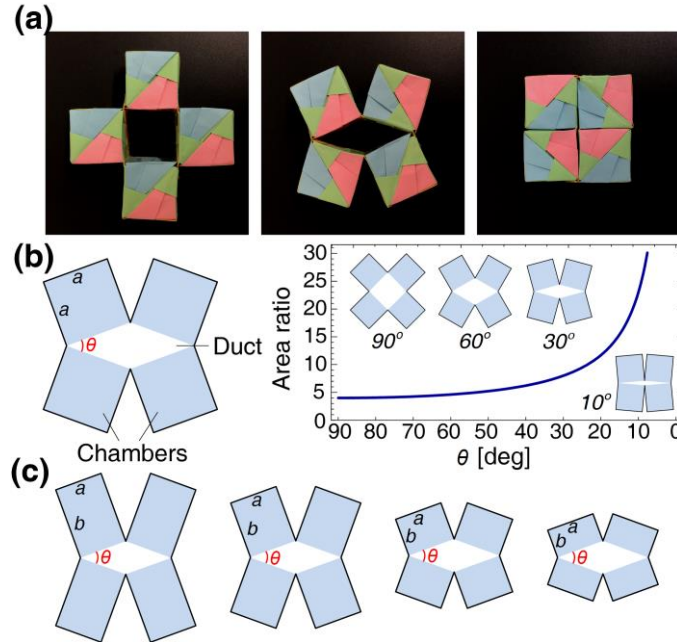 (a)
(b)
a
a
θ
Duct
Chambers
Area ratio
30
25
20
15
10
5
0
90° 60° 30°
10°
90 80 70 60 50 40 30 20 10 0
θ [deg]
(c)
a
b
θ
a
b
θ
a
b
θ
a
b
θ